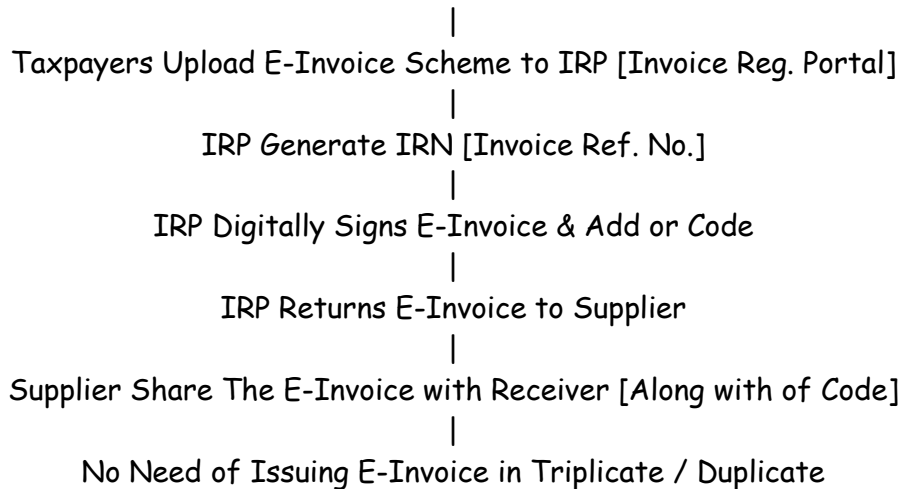 Taxpayers Upload E-Invoice Scheme to IRP [Invoice Reg. Portal]
IRP Generate IRN [Invoice Ref. No.]
IRP Digitally Signs E-Invoice & Add or Code
IRP Returns E-Invoice to Supplier
Supplier Share The E-Invoice with Receiver [Along with of Code]
No Need of Issuing E-Invoice in Triplicate / Duplicate